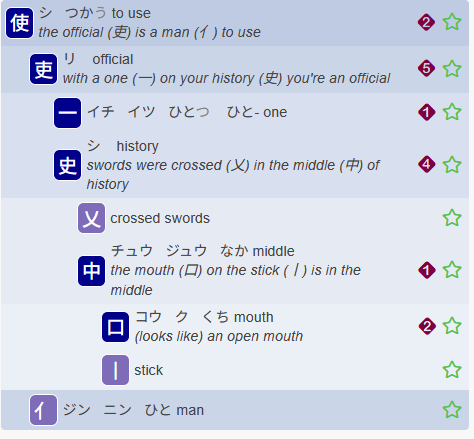 使 シ つかう to use
the official (吏) is a man (亻) to use 2
吏 リ official
with a one (一) on your history (史) you're an official 5
一 イチ イツ ひとつ ひと- one 1
史 シ history
swords were crossed (乂) in the middle (中) of 4
history
乂 crossed swords
中 チュウ ジュウ なか middle
the mouth (口) on the stick (丨) is in the 1
middle
口 コウ ク くち mouth 2
(looks like) an open mouth
丨 stick
亻 ジン ニン ひと man